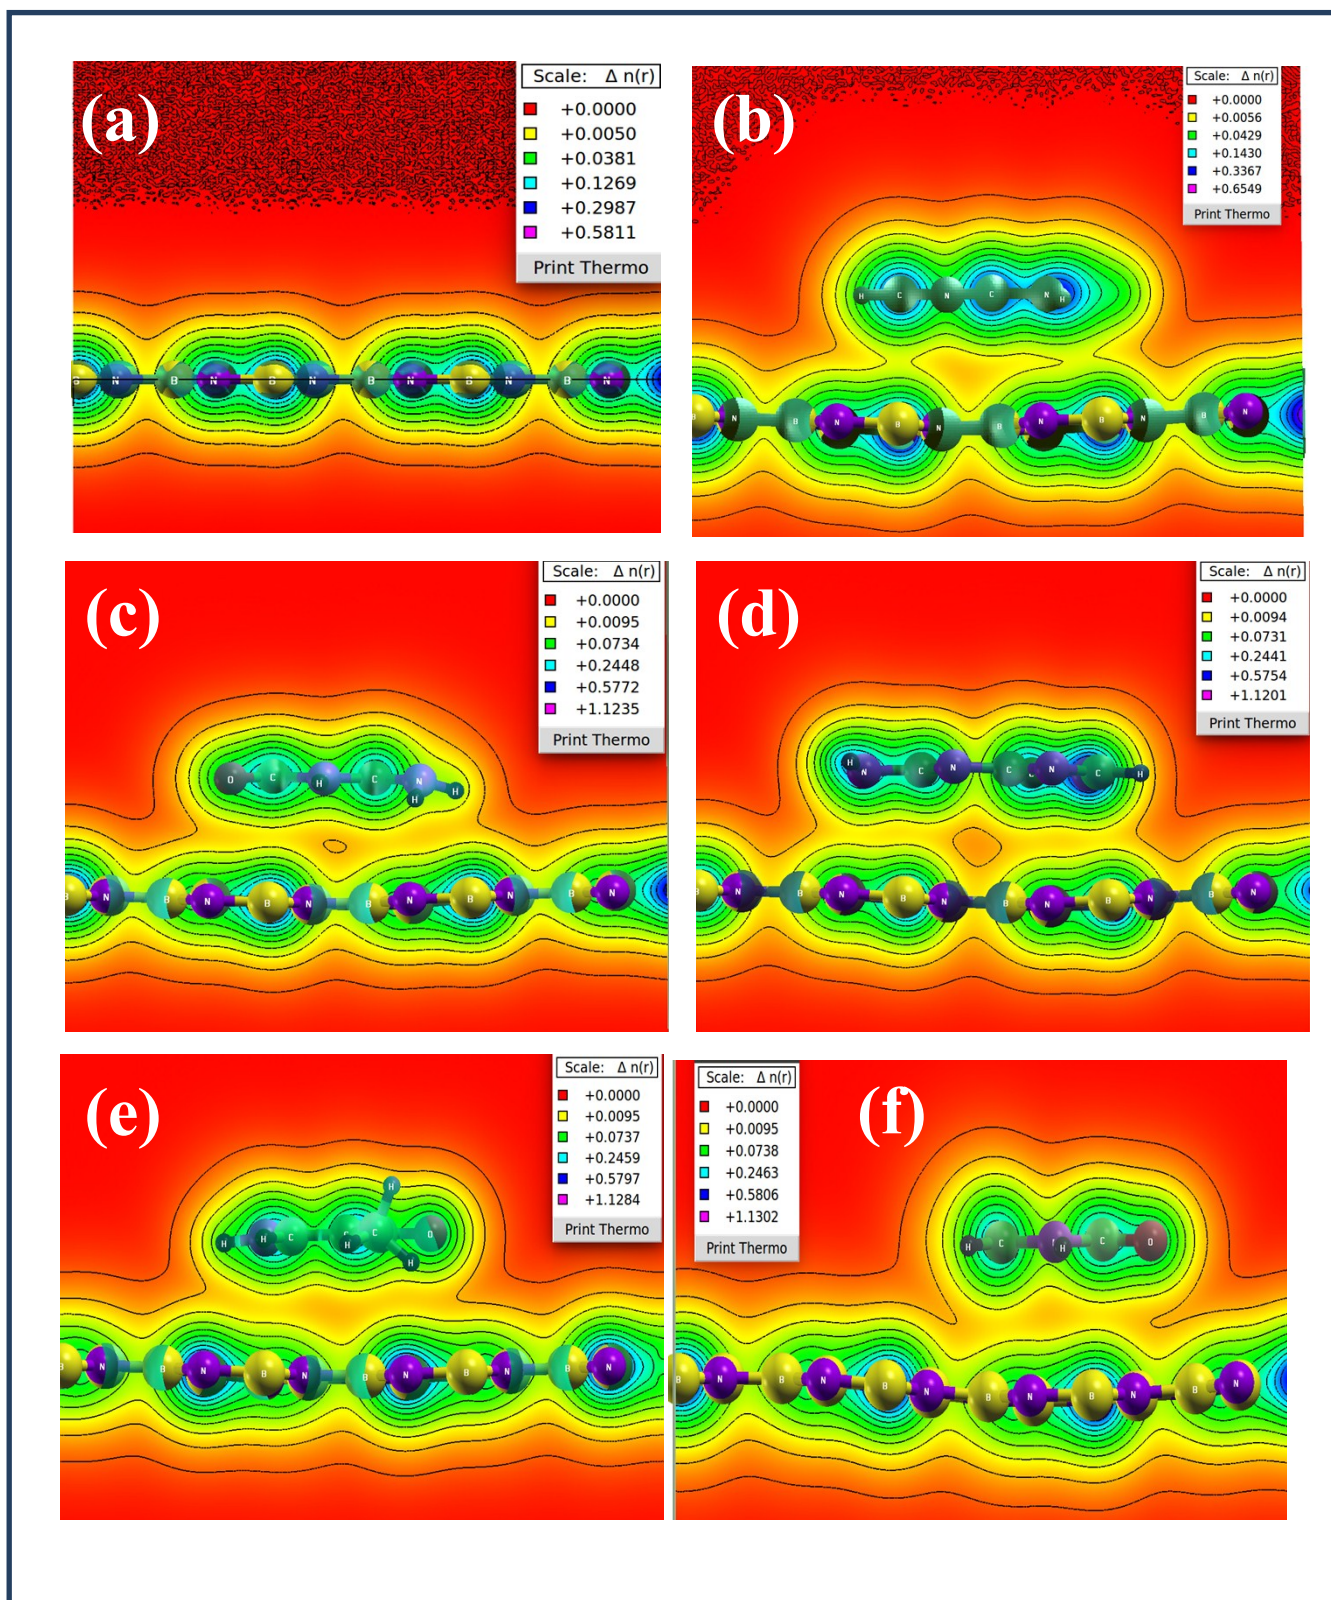 (a)
Scale: Δ n(r)
+0.0000
+0.0050
+0.0381
+0.1269
+0.2987
+0.5811
Print Thermo
B N B N B N B N B N B N
(b)
Scale: Δ n(r)
+0.0000
+0.0056
+0.0429
+0.1430
+0.3367
+0.6549
Print Thermo
H C N C N H
B N B N B N B N B N B N
(c)
Scale: Δ n(r)
+0.0000
+0.0095
+0.0734
+0.2448
+0.5772
+1.1235
Print Thermo
O C H C N H H
B N B N B N B N B N B N
(d)
Scale: Δ n(r)
+0.0000
+0.0094
+0.0731
+0.2441
+0.5754
+1.1201
Print Thermo
H N C N C C N C H
B N B N B N B N B N B N
(e)
Scale: Δ n(r)
+0.0000
+0.0095
+0.0737
+0.2459
+0.5797
+1.1284
Print Thermo
H
H H C H C O
H
B N B N B N B N B N B N
(f)
Scale: Δ n(r)
+0.0000
+0.0095
+0.0738
+0.2463
+0.5806
+1.1302
Print Thermo
H C N H C O
B N B N B N B N B N B N